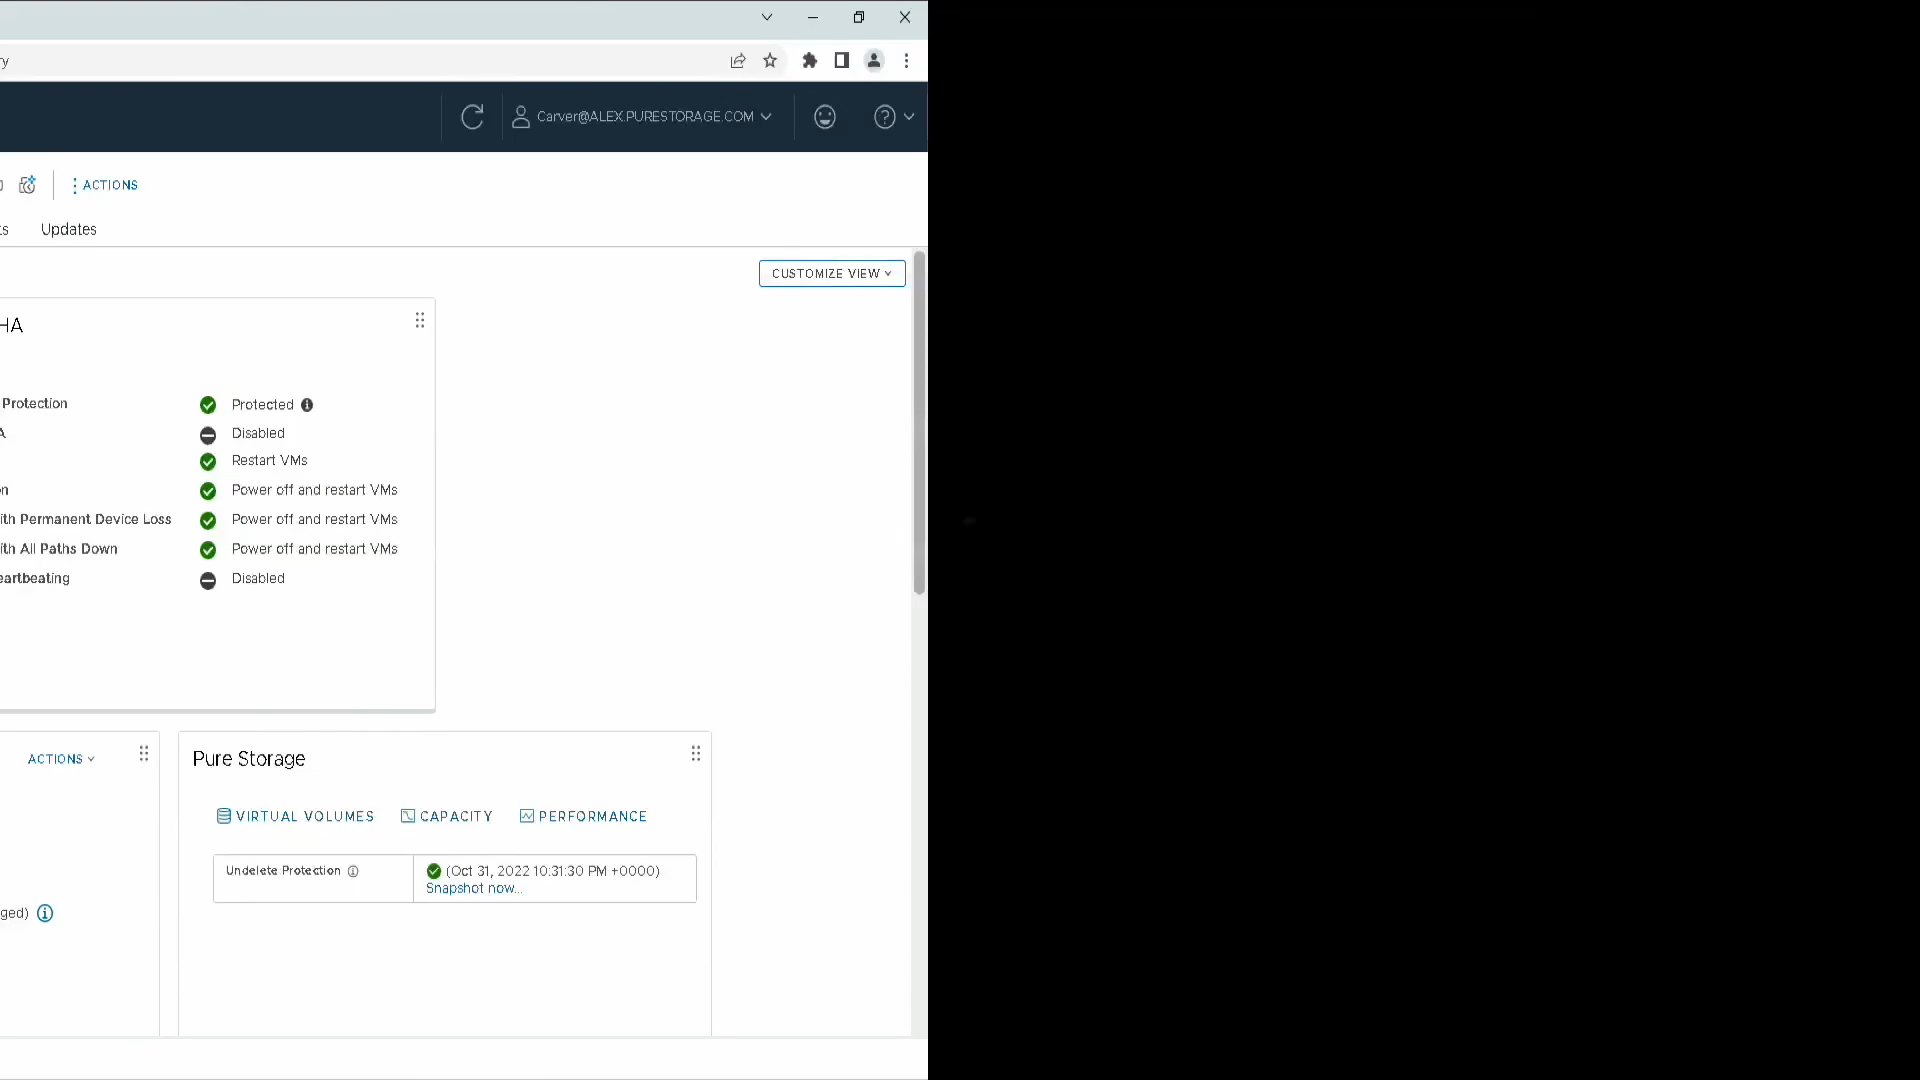 Carver@ALEX.PURESTORAGE.COM
ACTIONS
Updates
CUSTOMIZE VIEW
HA
Protection
Protected
Disabled
Restart VMs
Power off and restart VMs
Permanent Device Loss
Power off and restart VMs
All Paths Down
Power off and restart VMs
eartbeating
Disabled
ACTIONS
Pure Storage
VIRTUAL VOLUMES
CAPACITY
PERFORMANCE
Undelete Protection
(Oct 31, 2022 10:31:30 PM +0000)
Snapshot now...
ged)